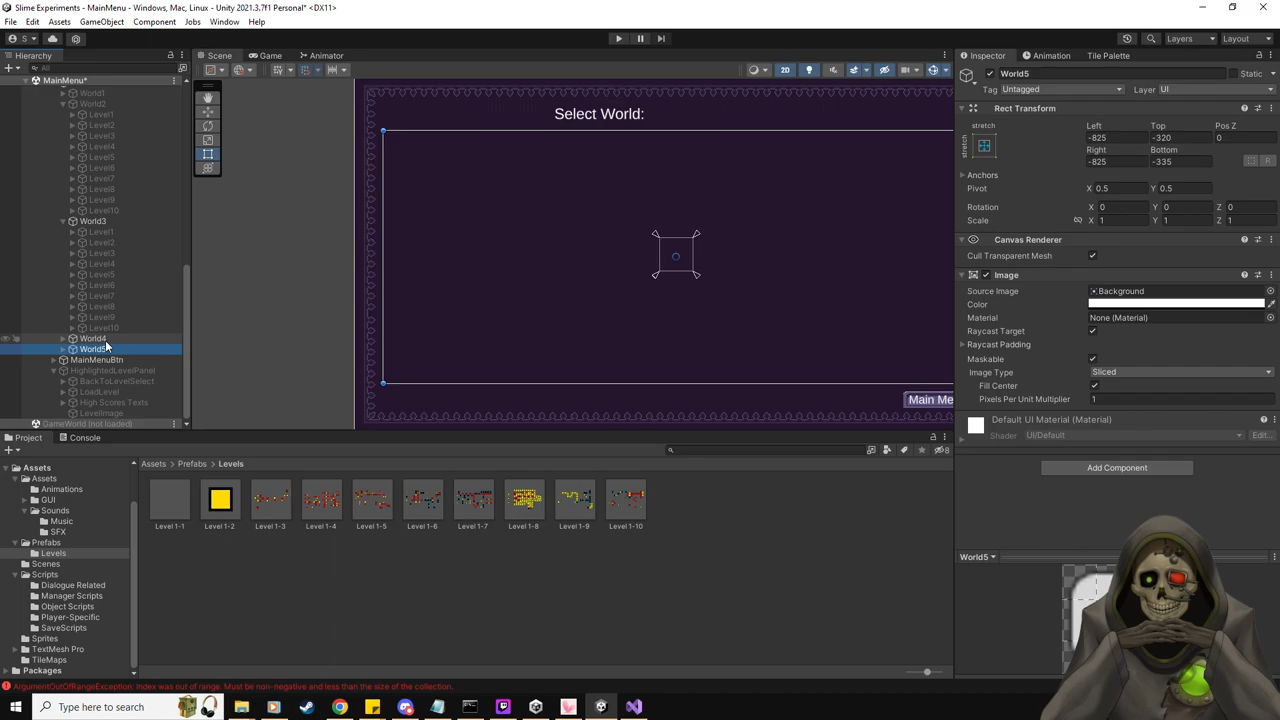 Slime Experiments - MainMenu - Windows, Mac, Linux - Unity 2021.3.7f1 Personal* <DX11>
File Edit Assets GameObject Component Jobs Window Help
S Layers Layout
Hierarchy Scene Game Animator Inspector Animation Tile Palette
All
MainMenu* World5 Static
World1
World2 Tag Untagged Layer UI
Level1 Rect Transform
Level2 Select World: stretch Left Top Pos Z
Level3 stretch -825 -320 0
Level4 Right Bottom
Level5 -825 -335 R
Level6 Anchors
Level7 Pivot X 0.5 Y 0.5
Level8 Rotation X 0 Y 0 Z 0
Level9 Scale X 1 Y 1 Z 1
Level10
World3 Canvas Renderer
Level1 Cull Transparent Mesh
Level2 Image
Level3 Source Image Background
Level4 Color
Level5 Material None (Material)
Level6 Raycast Target
Level7 Raycast Padding
Level8 Maskable
Level9 Image Type Sliced
Level10 Fill Center
World4 Pixels Per Unit Multiplier 1
World5
MainMenuBtn Main Me
HighlightedLevelPanel Default UI Material (Material)
BackToLevelSelect Shader UI/Default Edit...
LoadLevel
High Scores Texts Add Component
LevelImage
GameWorld (not loaded)
Project Console
8
Assets Assets > Prefabs > Levels
Assets
Animations
GUI
Sounds
Music
SFX Level 1-1 Level 1-2 Level 1-3 Level 1-4 Level 1-5 Level 1-6 Level 1-7 Level 1-8 Level 1-9 Level 1-10
Prefabs
Levels World5
Scenes
Scripts
Dialogue Related
Manager Scripts
Object Scripts
Player-Specific
SaveScripts
Sprites
TextMesh Pro
TileMaps
Packages
ArgumentOutOfRangeException: Index was out of range. Must be non-negative and less than the size of the collection.
Type here to search